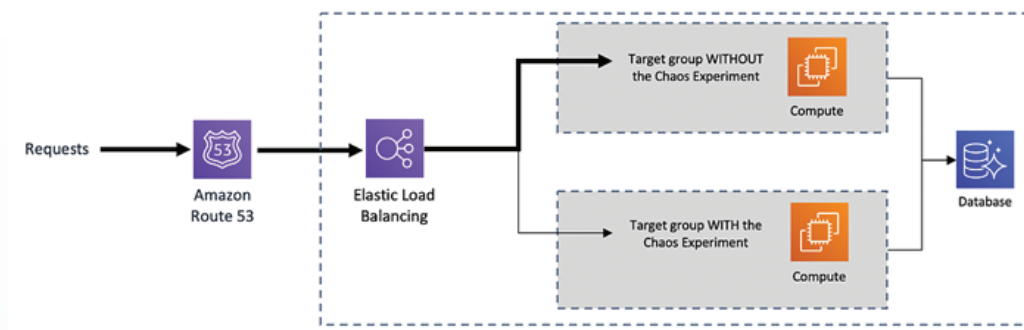 Requests
53
Amazon
Route 53
Elastic Load
Balancing
Target group WITHOUT
the Chaos Experiment
Compute
Target group WITH the
Chaos Experiment
Compute
Database